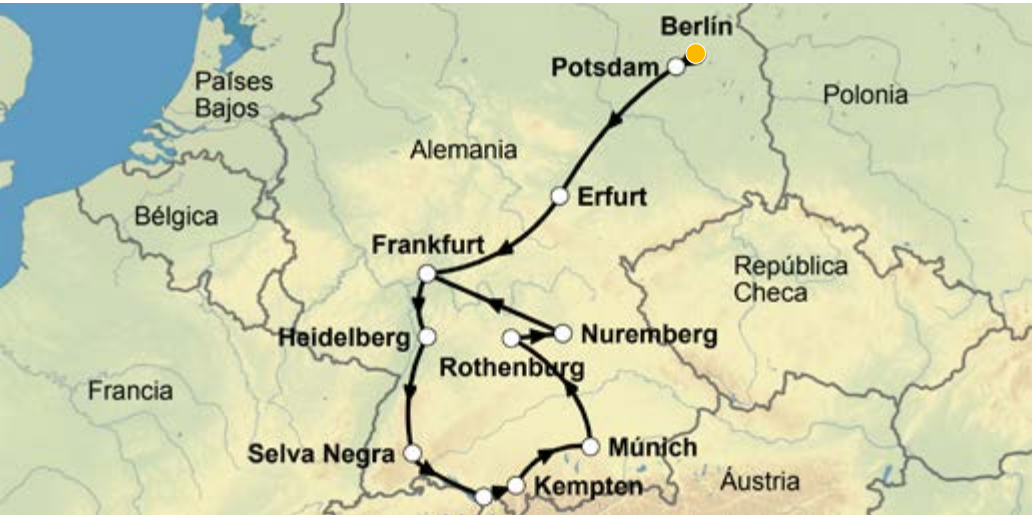 Berlín
Potsdam
Países
Bajos
Polonia
Alemania
Erfurt
Bélgica
Frankfurt
República
Checa
Heidelberg
Nuremberg
Rothenburg
Francia
Selva Negra
Múnich
Kempten
Áustria